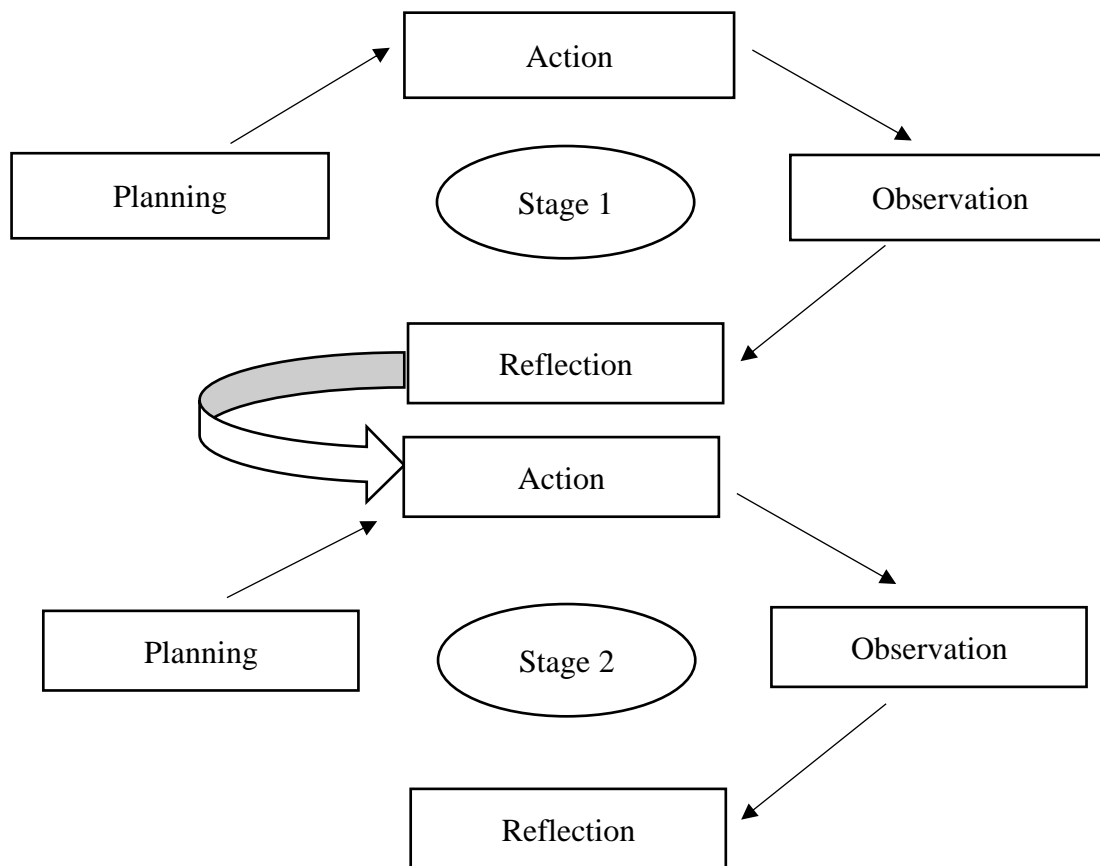 Action
Planning
Stage 1
Observation
Reflection
Action
Planning
Stage 2
Observation
Reflection